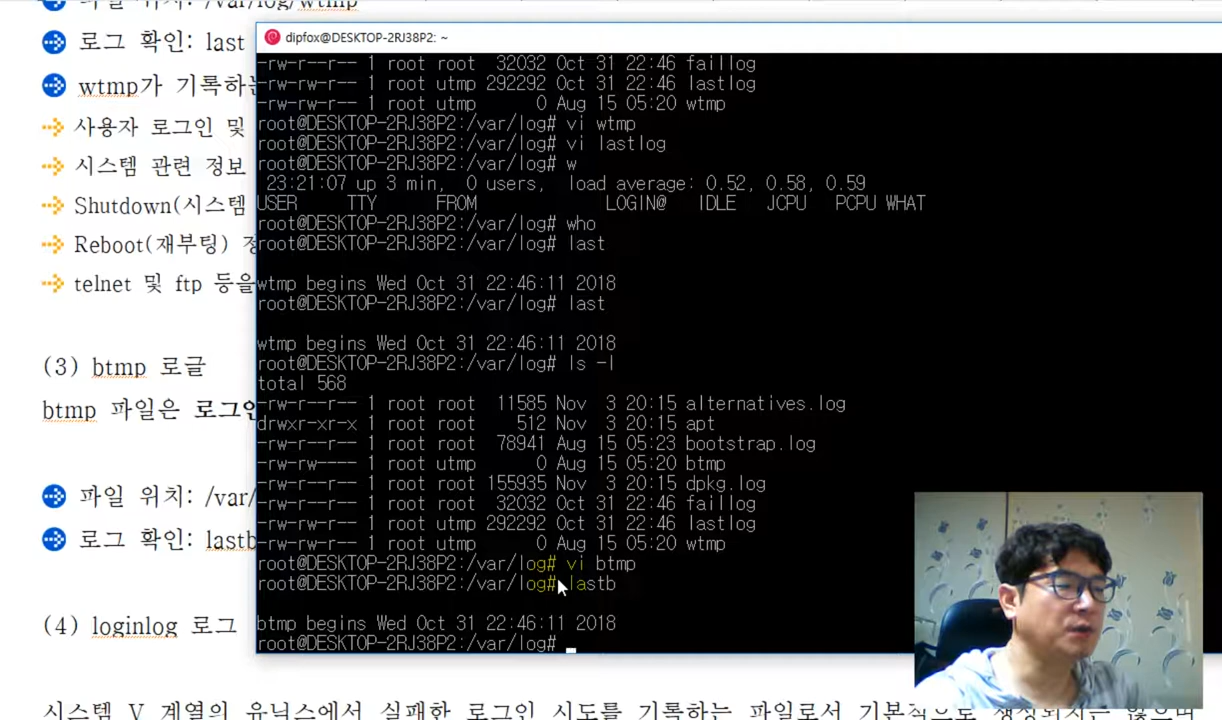 파일 위치: /var/log/wtmp
로그 확인: last
wtmp가 기록하는
사용자 로그인 및
시스템 관련 정보
Shutdown(시스템
Reboot(재부팅) 정
telnet 및 ftp 등을
(3) btmp 로글
btmp 파일은 로그인
파일 위치: /var/
로그 확인: lastb
(4) loginlog 로그
시스템 V 계열의 유닉스에서 실패한 로그인 시도를 기록하는 파일로서 기본적으로 생성되지는 않으며
dipfox@DESKTOP-2RJ38P2: ~
-rw-r--r-- 1 root root  32032 Oct 31 22:46 faillog
-rw-rw-r-- 1 root utmp 292292 Oct 31 22:46 lastlog
-rw-rw-r-- 1 root utmp      0 Aug 15 05:20 wtmp
root@DESKTOP-2RJ38P2:/var/log# vi wtmp
root@DESKTOP-2RJ38P2:/var/log# vi lastlog
root@DESKTOP-2RJ38P2:/var/log# w
 23:21:07 up 3 min,  0 users,  load average: 0.52, 0.58, 0.59
USER     TTY      FROM             LOGIN@   IDLE   JCPU   PCPU WHAT
root@DESKTOP-2RJ38P2:/var/log# who
root@DESKTOP-2RJ38P2:/var/log# last
wtmp begins Wed Oct 31 22:46:11 2018
root@DESKTOP-2RJ38P2:/var/log# last
wtmp begins Wed Oct 31 22:46:11 2018
root@DESKTOP-2RJ38P2:/var/log# ls -l
total 568
-rw-r--r-- 1 root root  11585 Nov  3 20:15 alternatives.log
drwxr-xr-x 1 root root    512 Nov  3 20:15 apt
-rw-r--r-- 1 root root  78941 Aug 15 05:23 bootstrap.log
-rw-rw---- 1 root utmp      0 Aug 15 05:20 btmp
-rw-r--r-- 1 root root 155935 Nov  3 20:15 dpkg.log
-rw-r--r-- 1 root root  32032 Oct 31 22:46 faillog
-rw-rw-r-- 1 root utmp 292292 Oct 31 22:46 lastlog
-rw-rw-r-- 1 root utmp      0 Aug 15 05:20 wtmp
root@DESKTOP-2RJ38P2:/var/log# vi btmp
root@DESKTOP-2RJ38P2:/var/log# lastb
btmp begins Wed Oct 31 22:46:11 2018
root@DESKTOP-2RJ38P2:/var/log#